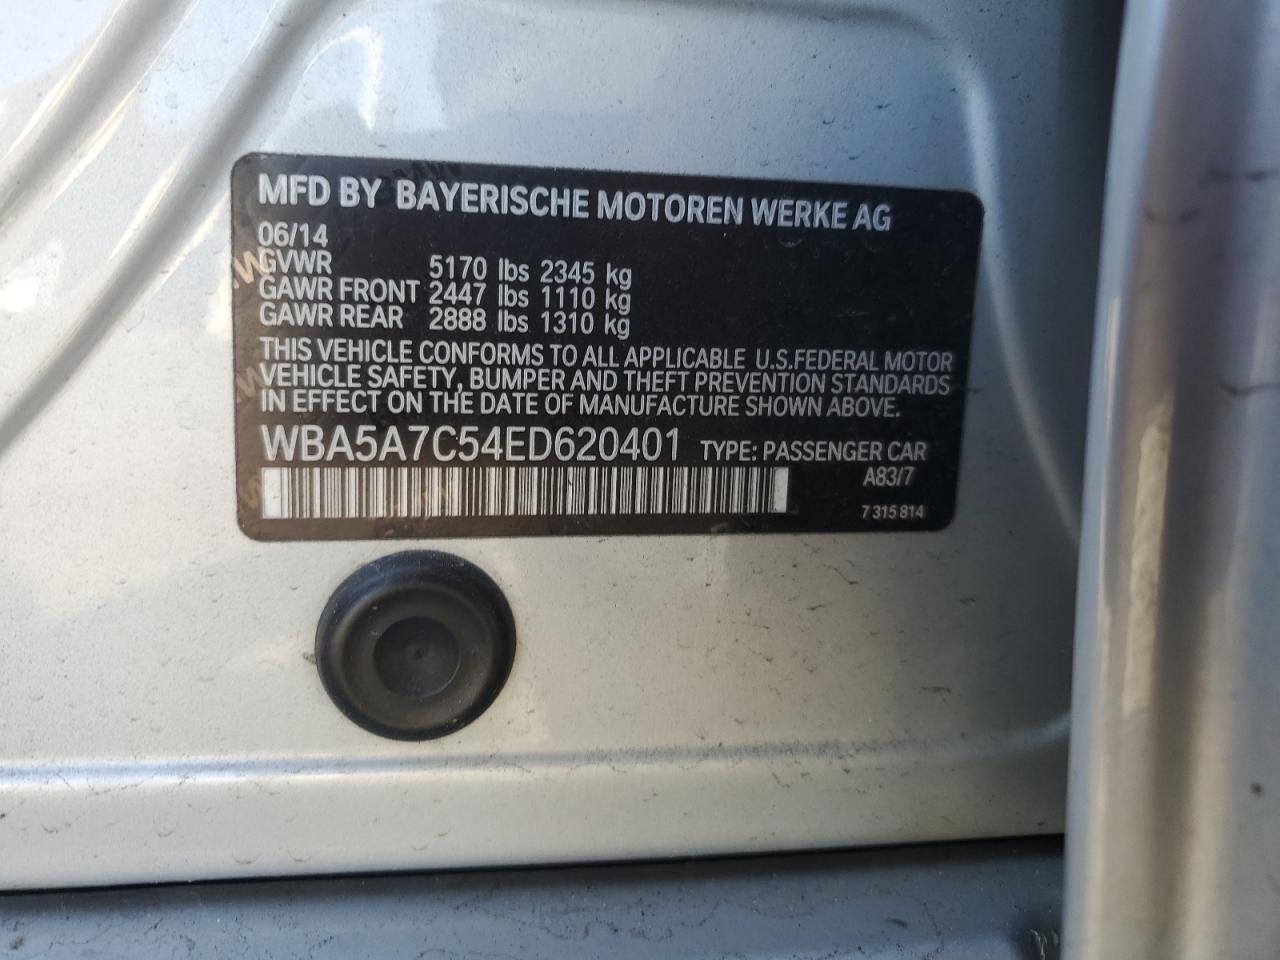 MFD BY BAYERISCHE MOTOREN WERKE AG
06/14
GVWR 5170 lbs 2345 kg
GAWR FRONT 2447 lbs 1110 kg
GAWR REAR 2888 lbs 1310 kg
THIS VEHICLE CONFORMS TO ALL APPLICABLE U.S.FEDERAL MOTOR
VEHICLE SAFETY, BUMPER AND THEFT PREVENTION STANDARDS
IN EFFECT ON THE DATE OF MANUFACTURE SHOWN ABOVE.
WBA5A7C54ED620401 TYPE: PASSENGER CAR
A83/7
7 315 814